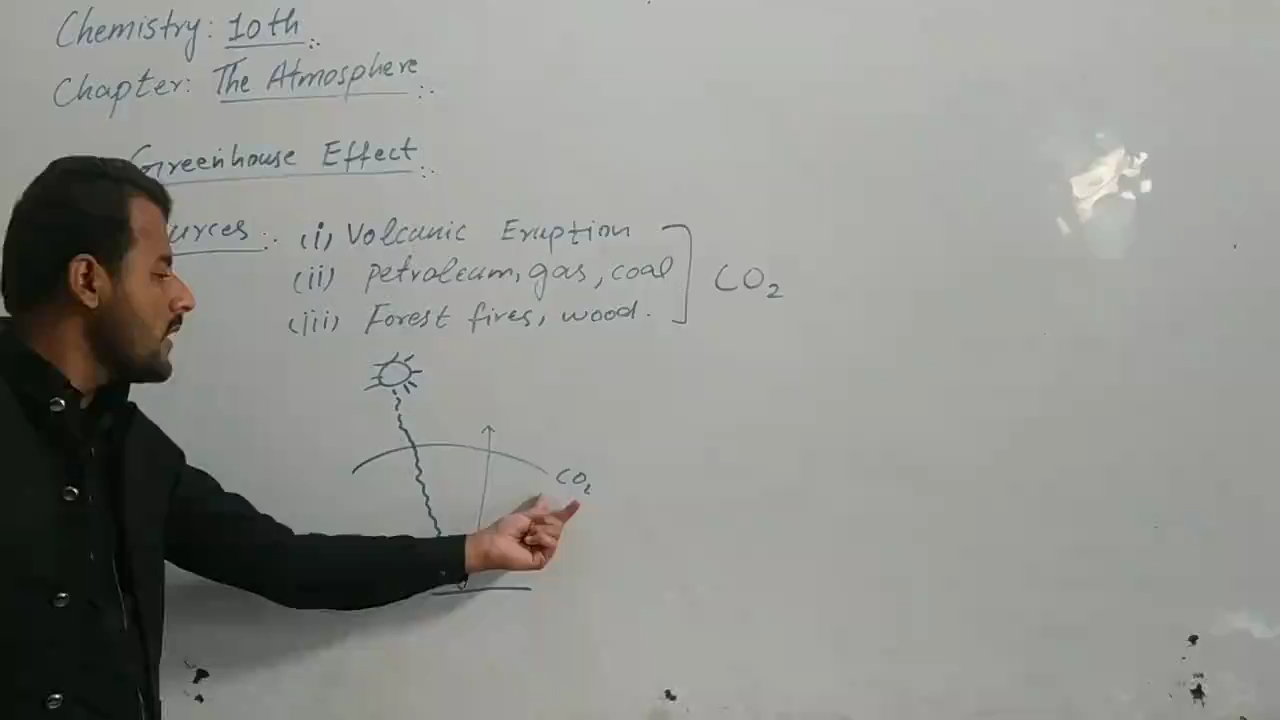 Chemistry: 10th
Chapter: The Atmosphere
Greenhouse Effect
(i) Volcanic Eruption
(ii) petroleum, gas, coal CO2
(iii) Forest fires, wood.
CO2